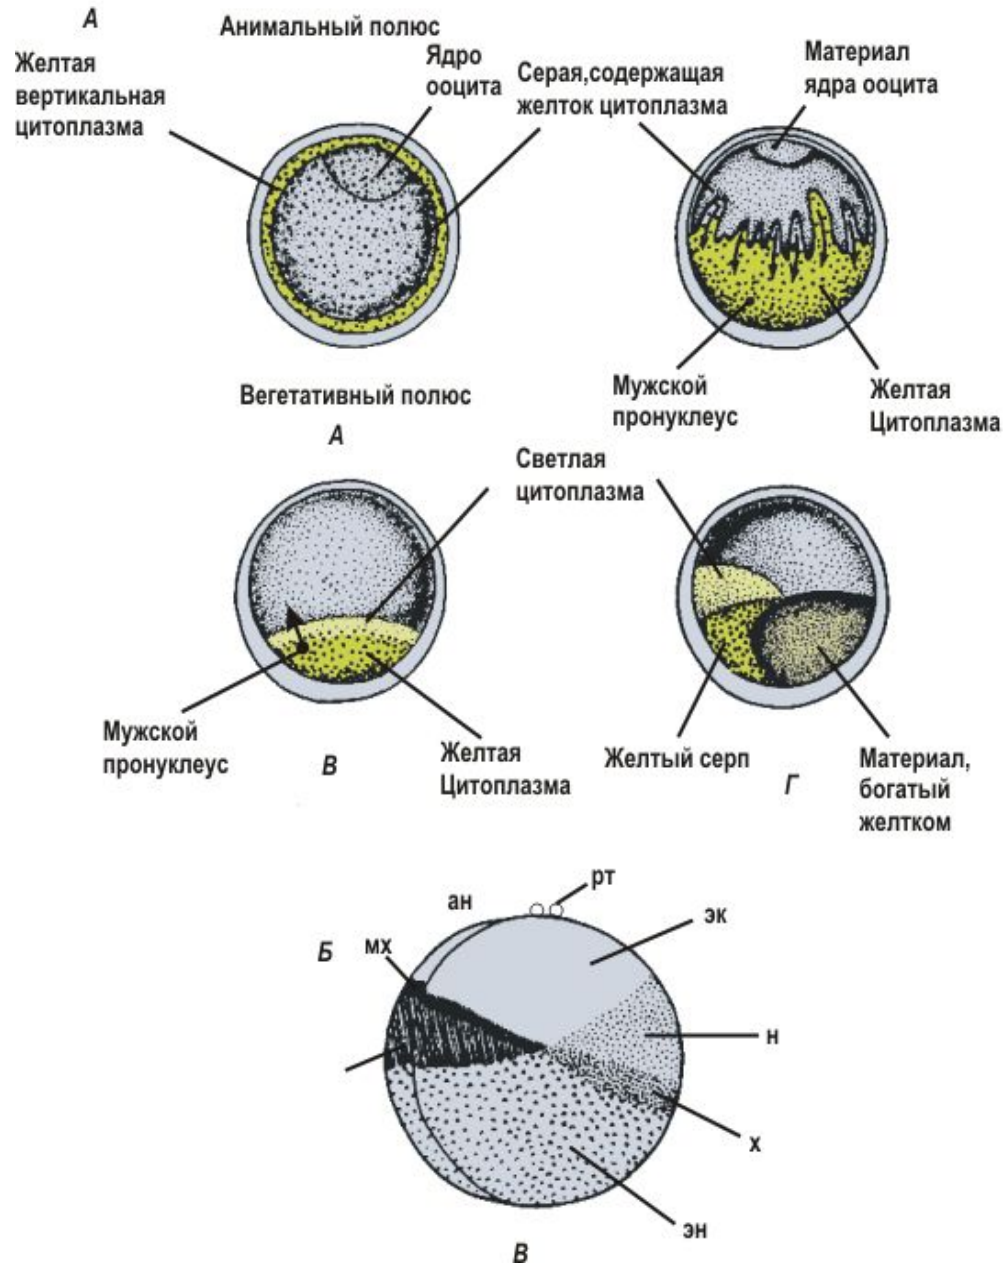 А
Анимальный полюс
Желтая
вертикальная
цитоплазма
Ядро
ооцита
Серая,содержащая
желток цитоплазма
Материал
ядра ооцита
Вегетативный полюс
А
Мужской
пронуклеус
Желтая
Цитоплазма
Светлая
цитоплазма
Мужской
пронуклеус
В
Желтая
Цитоплазма
Желтый серп
Г
Материал,
богатый
желтком
ан
рт
эк
Б
мх
н
х
эн
В